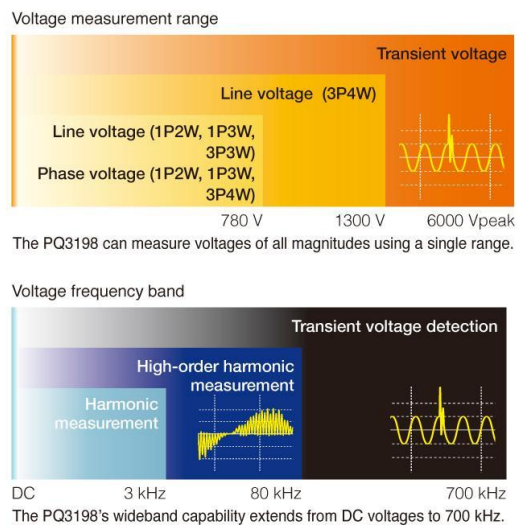 Voltage measurement range
Transient voltage
Line voltage (3P4W)
Line voltage (1P2W, 1P3W,
3P3W)
Phase voltage (1P2W, 1P3W,
3P4W)
780 V 1300 V 6000 Vpeak
The PQ3198 can measure voltages of all magnitudes using a single range.
Voltage frequency band
Transient voltage detection
High-order harmonic
measurement
Harmonic
measurement
DC 3 kHz 80 kHz 700 kHz
The PQ3198's wideband capability extends from DC voltages to 700 kHz.